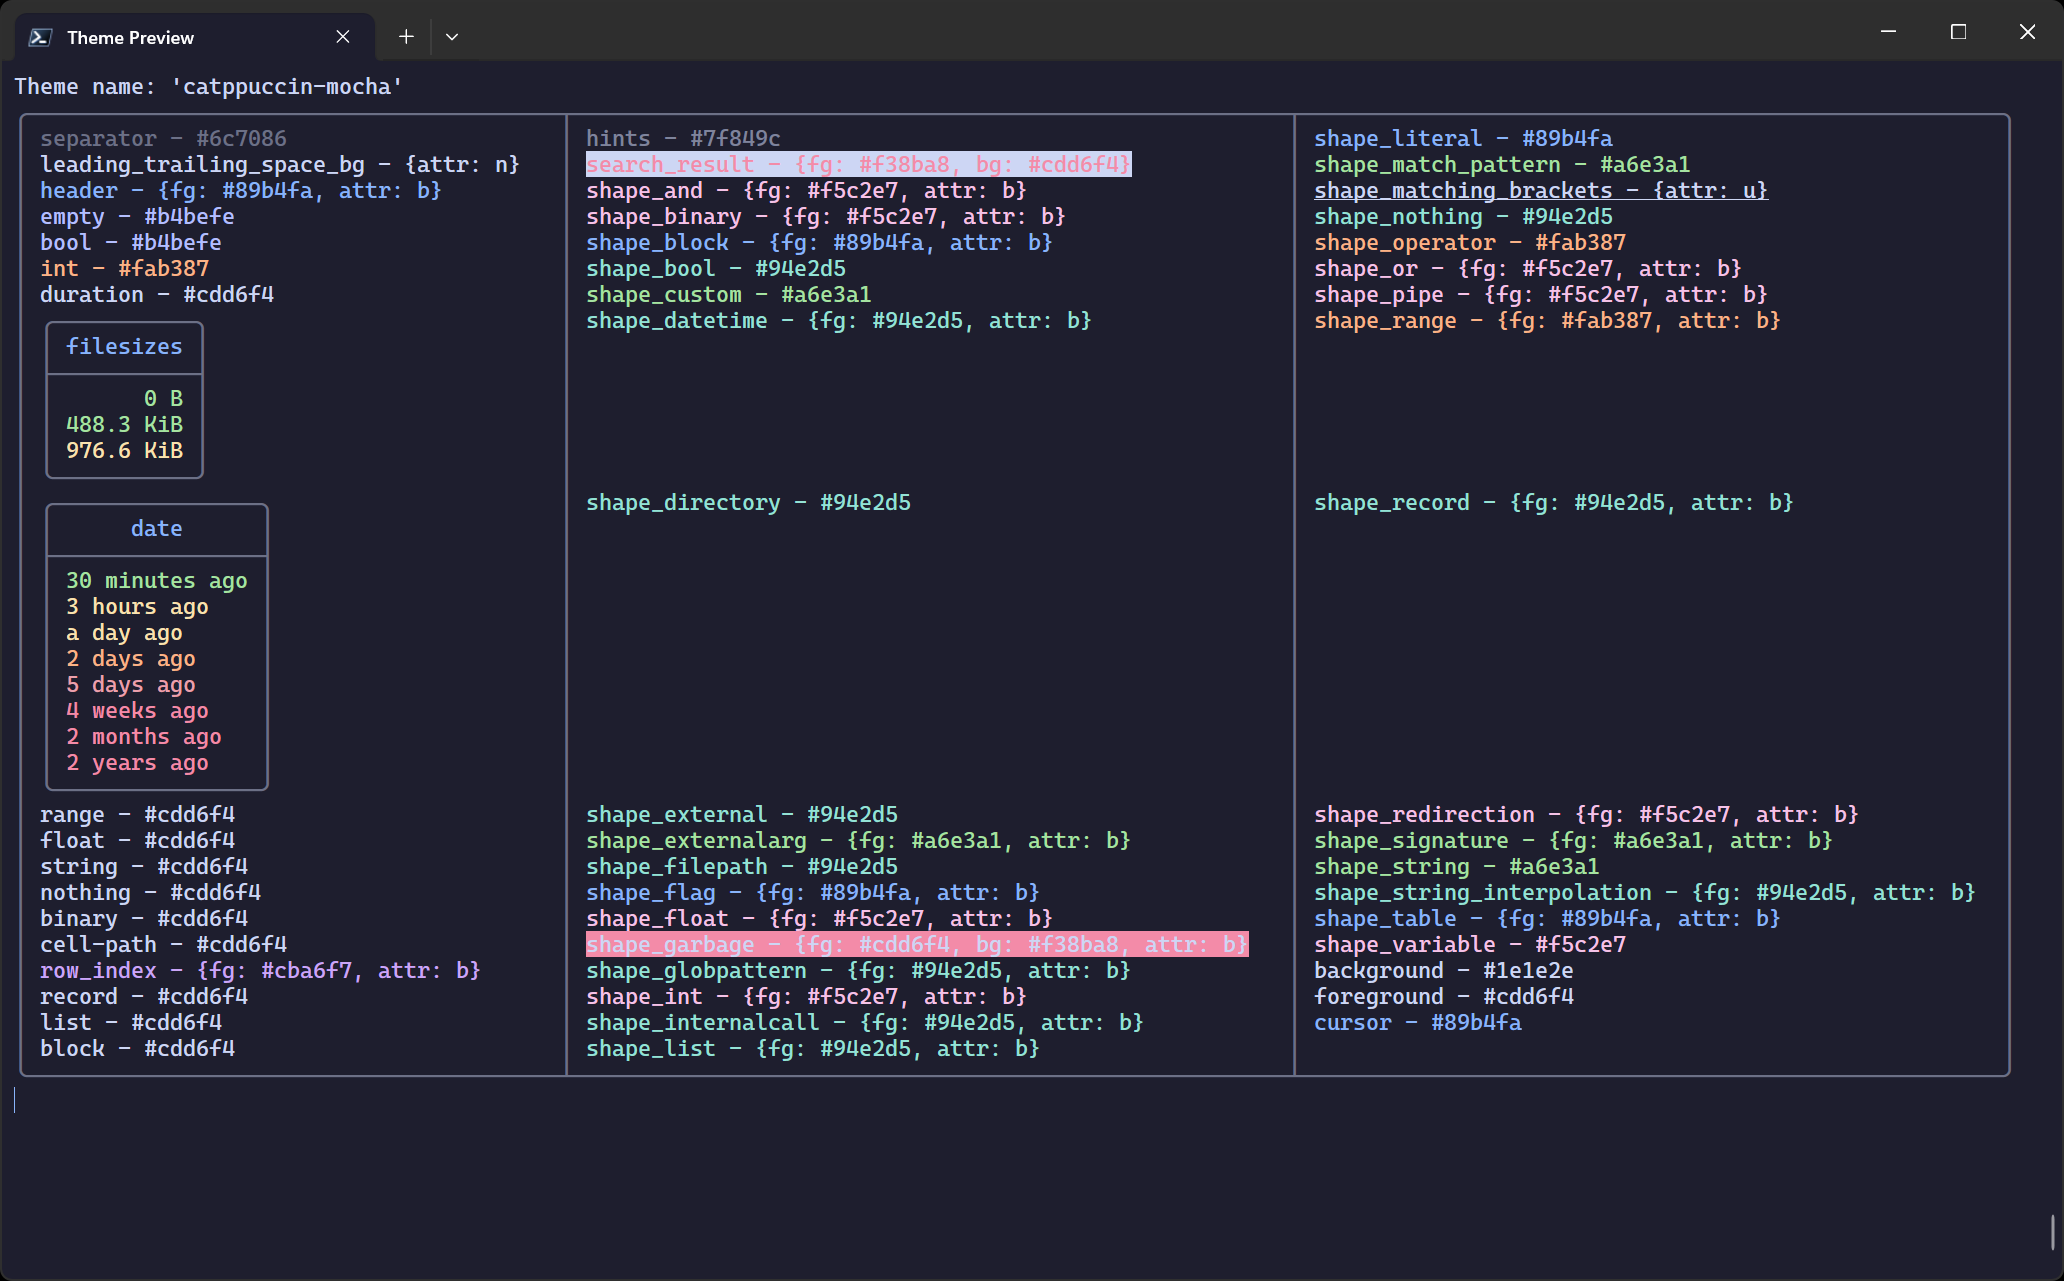 Theme Preview
Theme name: 'catppuccin-mocha'
separator - #6c7086
leading_trailing_space_bg - {attr: n}
header - {fg: #89b4fa, attr: b}
empty - #b4befe
bool - #b4befe
int - #fab387
duration - #cdd6f4
filesizes
0 B
488.3 KiB
976.6 KiB
date
30 minutes ago
3 hours ago
a day ago
2 days ago
5 days ago
4 weeks ago
2 months ago
2 years ago
range - #cdd6f4
float - #cdd6f4
string - #cdd6f4
nothing - #cdd6f4
binary - #cdd6f4
cell-path - #cdd6f4
row_index - {fg: #cba6f7, attr: b}
record - #cdd6f4
list - #cdd6f4
block - #cdd6f4
hints - #7f849c
search_result - {fg: #f38ba8, bg: #cdd6f4}
shape_and - {fg: #f5c2e7, attr: b}
shape_binary - {fg: #f5c2e7, attr: b}
shape_block - {fg: #89b4fa, attr: b}
shape_bool - #94e2d5
shape_custom - #a6e3a1
shape_datetime - {fg: #94e2d5, attr: b}
shape_directory - #94e2d5
shape_external - #94e2d5
shape_externalarg - {fg: #a6e3a1, attr: b}
shape_filepath - #94e2d5
shape_flag - {fg: #89b4fa, attr: b}
shape_float - {fg: #f5c2e7, attr: b}
shape_garbage - {fg: #cdd6f4, bg: #f38ba8, attr: b}
shape_globpattern - {fg: #94e2d5, attr: b}
shape_int - {fg: #f5c2e7, attr: b}
shape_internalcall - {fg: #94e2d5, attr: b}
shape_list - {fg: #94e2d5, attr: b}
shape_literal - #89b4fa
shape_match_pattern - #a6e3a1
shape_matching_brackets - {attr: u}
shape_nothing - #94e2d5
shape_operator - #fab387
shape_or - {fg: #f5c2e7, attr: b}
shape_pipe - {fg: #f5c2e7, attr: b}
shape_range - {fg: #fab387, attr: b}
shape_record - {fg: #94e2d5, attr: b}
shape_redirection - {fg: #f5c2e7, attr: b}
shape_signature - {fg: #a6e3a1, attr: b}
shape_string - #a6e3a1
shape_string_interpolation - {fg: #94e2d5, attr: b}
shape_table - {fg: #89b4fa, attr: b}
shape_variable - #f5c2e7
background - #1e1e2e
foreground - #cdd6f4
cursor - #89b4fa